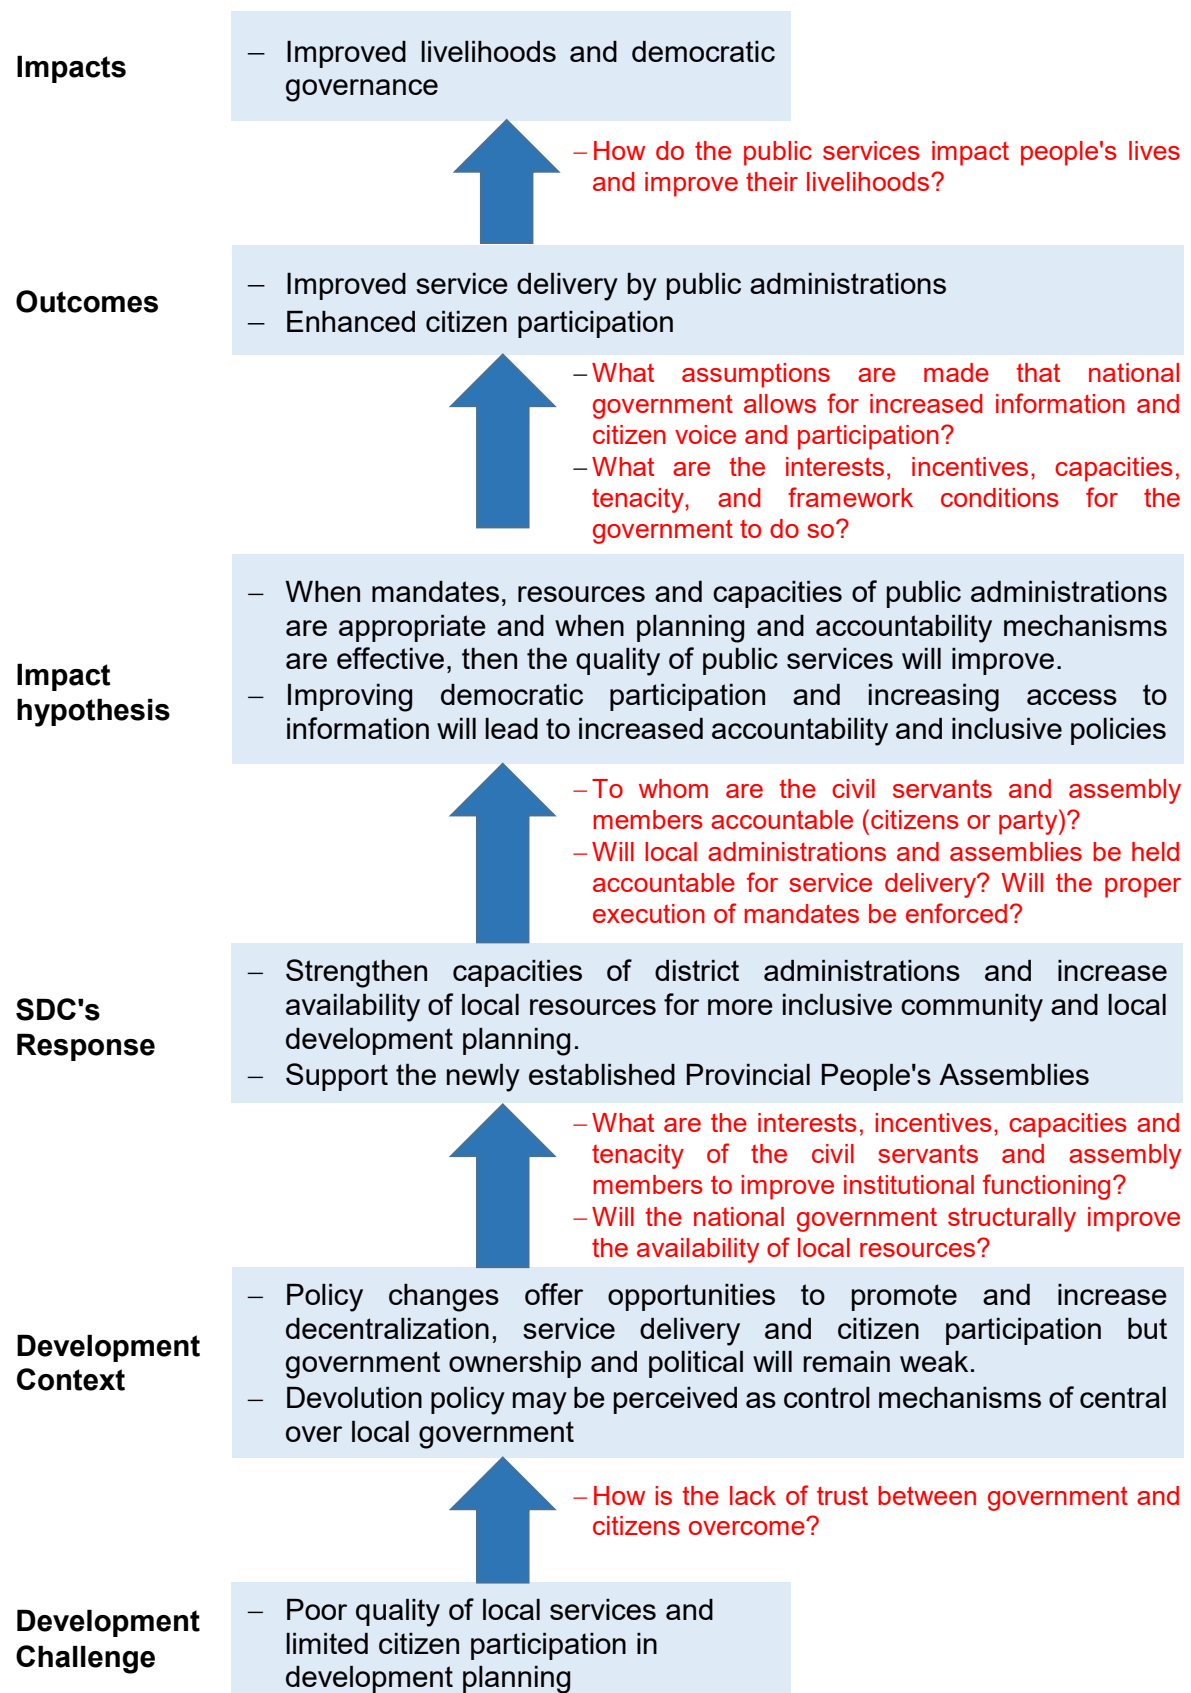 Impacts
– Improved livelihoods and democratic
governance
– How do the public services impact people's lives
and improve their livelihoods?
Outcomes
– Improved service delivery by public administrations
– Enhanced citizen participation
– What assumptions are made that national
government allows for increased information and
citizen voice and participation?
– What are the interests, incentives, capacities,
tenacity, and framework conditions for the
government to do so?
Impact
hypothesis
– When mandates, resources and capacities of public administrations
are appropriate and when planning and accountability mechanisms
are effective, then the quality of public services will improve.
– Improving democratic participation and increasing access to
information will lead to increased accountability and inclusive policies
– To whom are the civil servants and assembly
members accountable (citizens or party)?
– Will local administrations and assemblies be held
accountable for service delivery? Will the proper
execution of mandates be enforced?
SDC's
Response
– Strengthen capacities of district administrations and increase
availability of local resources for more inclusive community and local
development planning.
– Support the newly established Provincial People's Assemblies
– What are the interests, incentives, capacities and
tenacity of the civil servants and assembly
members to improve institutional functioning?
– Will the national government structurally improve
the availability of local resources?
Development
Context
– Policy changes offer opportunities to promote and increase
decentralization, service delivery and citizen participation but
government ownership and political will remain weak.
– Devolution policy may be perceived as control mechanisms of central
over local government
– How is the lack of trust between government and
citizens overcome?
Development
Challenge
– Poor quality of local services and
limited citizen participation in
development planning